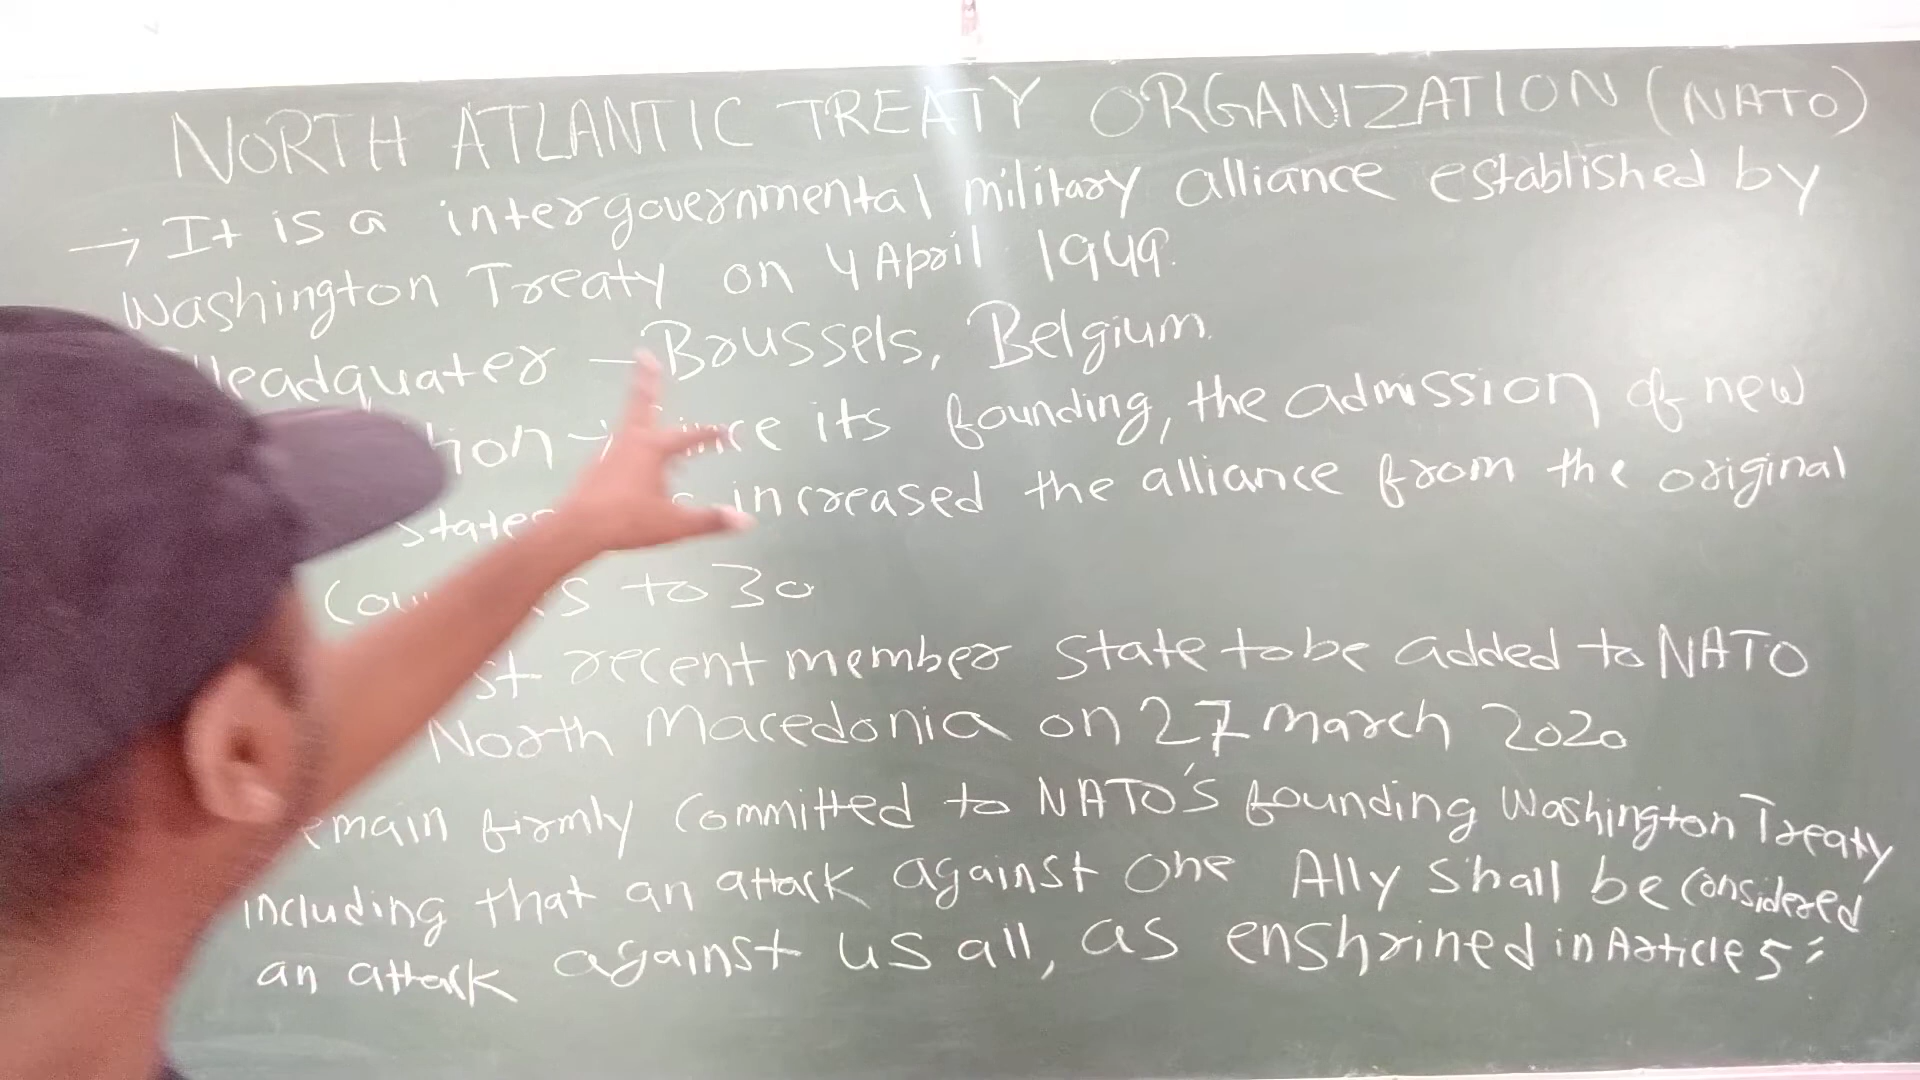 NORTH ATLANTIC TREATY ORGANIZATION (NATO)
→ It is a intergovernmental military alliance established by
Washington Treaty on 4 April 1949.
Headquater - Brussels, Belgium.
→ Since its founding, the admission of new
states increased the alliance from the original
to 30
recent member state to be added to NATO
North Macedonia on 27 March 2020
remain firmly committed to NATO's founding Washington Treaty
including that an attack against one Ally shall be considered
an attack against us all, as enshrined in Article 5"